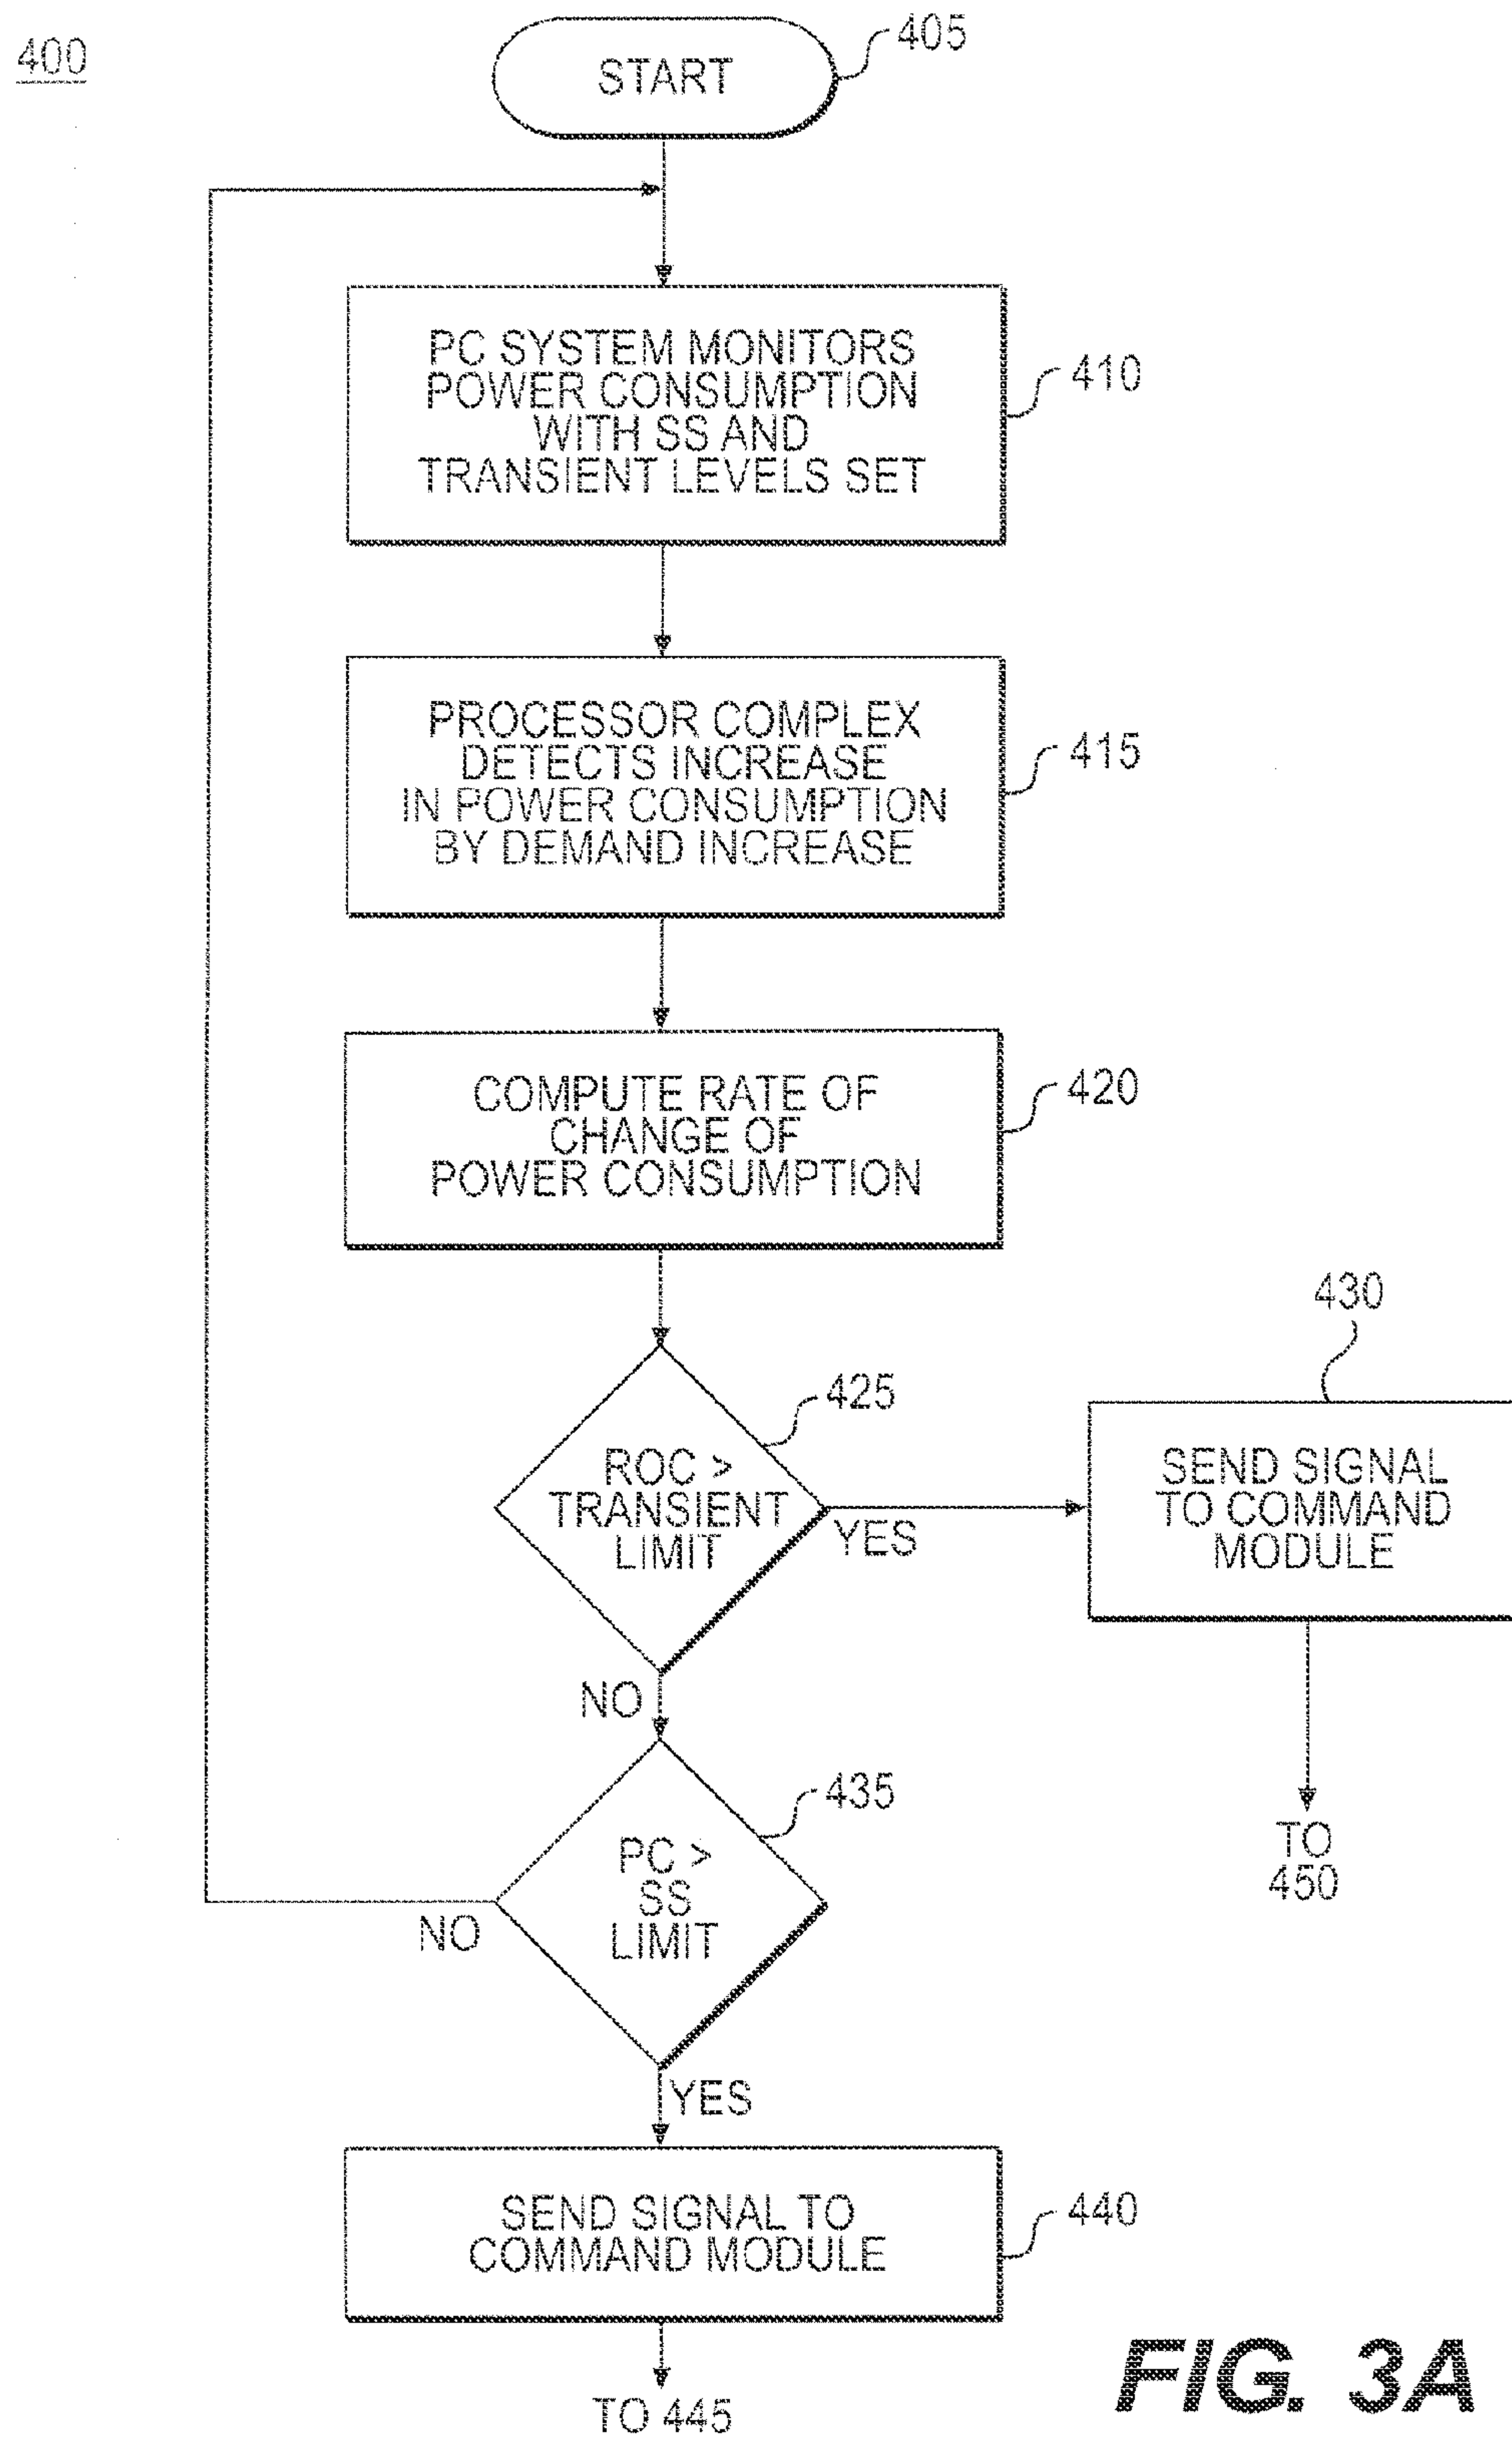 400
START
405
PC SYSTEM MONITORS
POWER CONSUMPTION
WITH SS AND
TRANSIENT LEVELS SET
410
PROCESSOR COMPLEX
DETECTS INCREASE
IN POWER CONSUMPTION
BY DEMAND INCREASE
415
COMPUTE RATE OF
CHANGE OF
POWER CONSUMPTION
420
ROC >
TRANSIENT
LIMIT
425
YES
430
SEND SIGNAL
TO COMMAND
MODULE
TO
450
NO
PC >
SS
LIMIT
435
NO
YES
SEND SIGNAL TO
COMMAND MODULE
440
TO 445
FIG. 3A